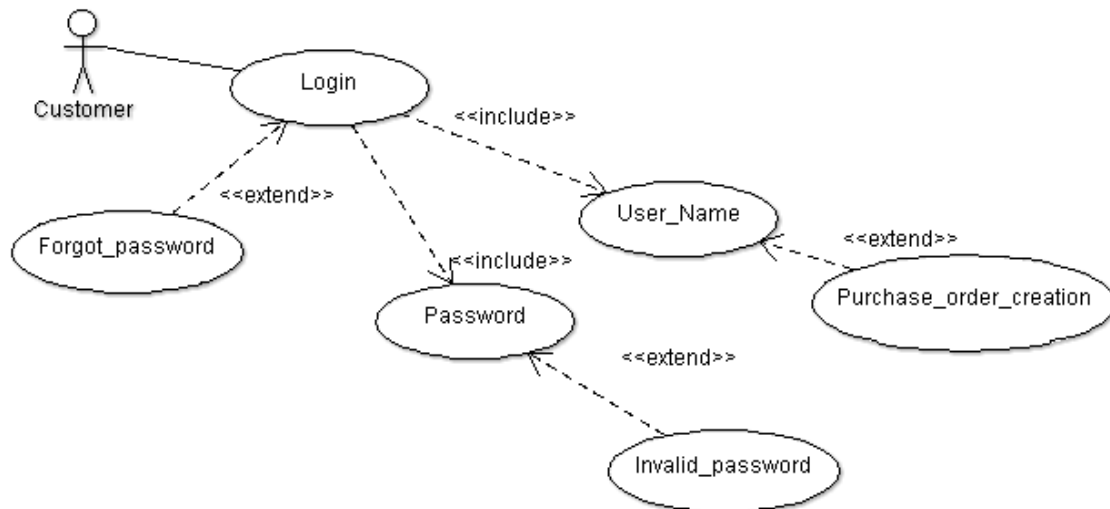 Login
Customer
<<include>>
<<extend>>
User_Name
Forgot_password
<<extend>>
<<include>>
Purchase_order_creation
Password
<<extend>>
Invalid_password